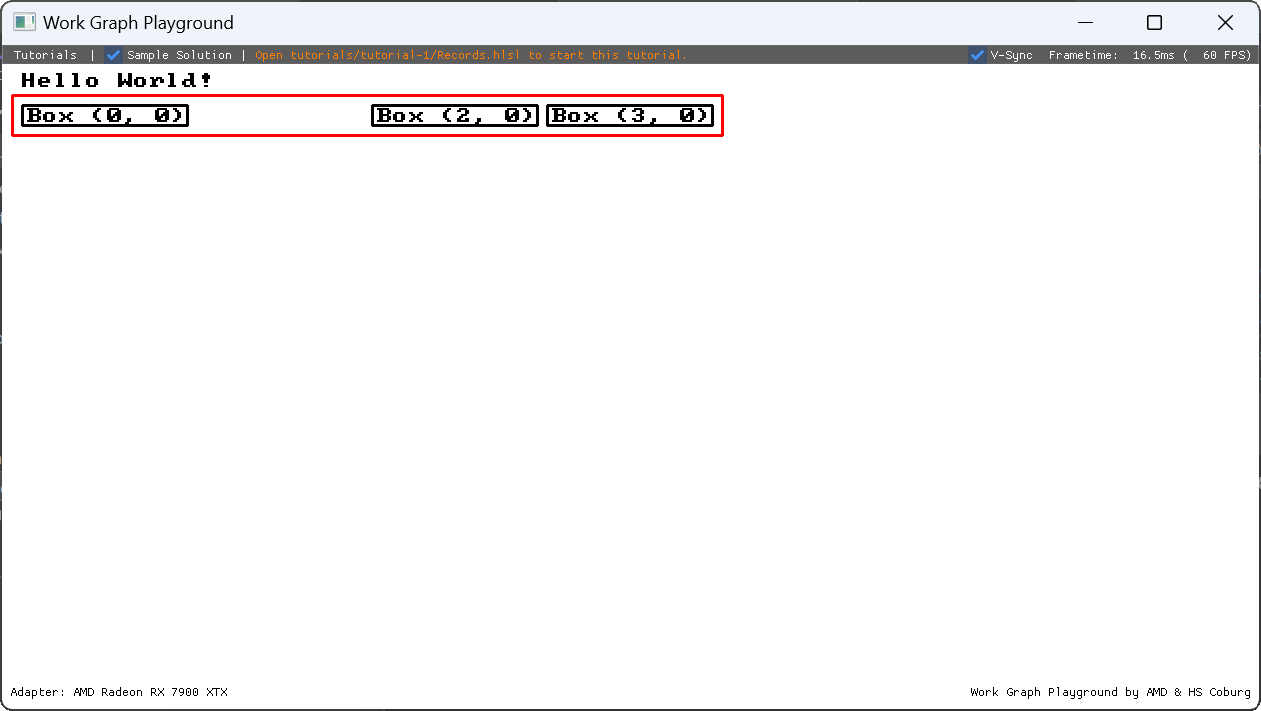 Work Graph Playground
Tutorials | Sample Solution | Open tutorials/tutorial-1/Records.hlsl to start this tutorial. V-Sync Frametime: 16.5ms ( 60 FPS)
Hello World!
Box (0, 0) Box (2, 0) Box (3, 0)
Adapter: AMD Radeon RX 7900 XTX Work Graph Playground by AMD & HS Coburg